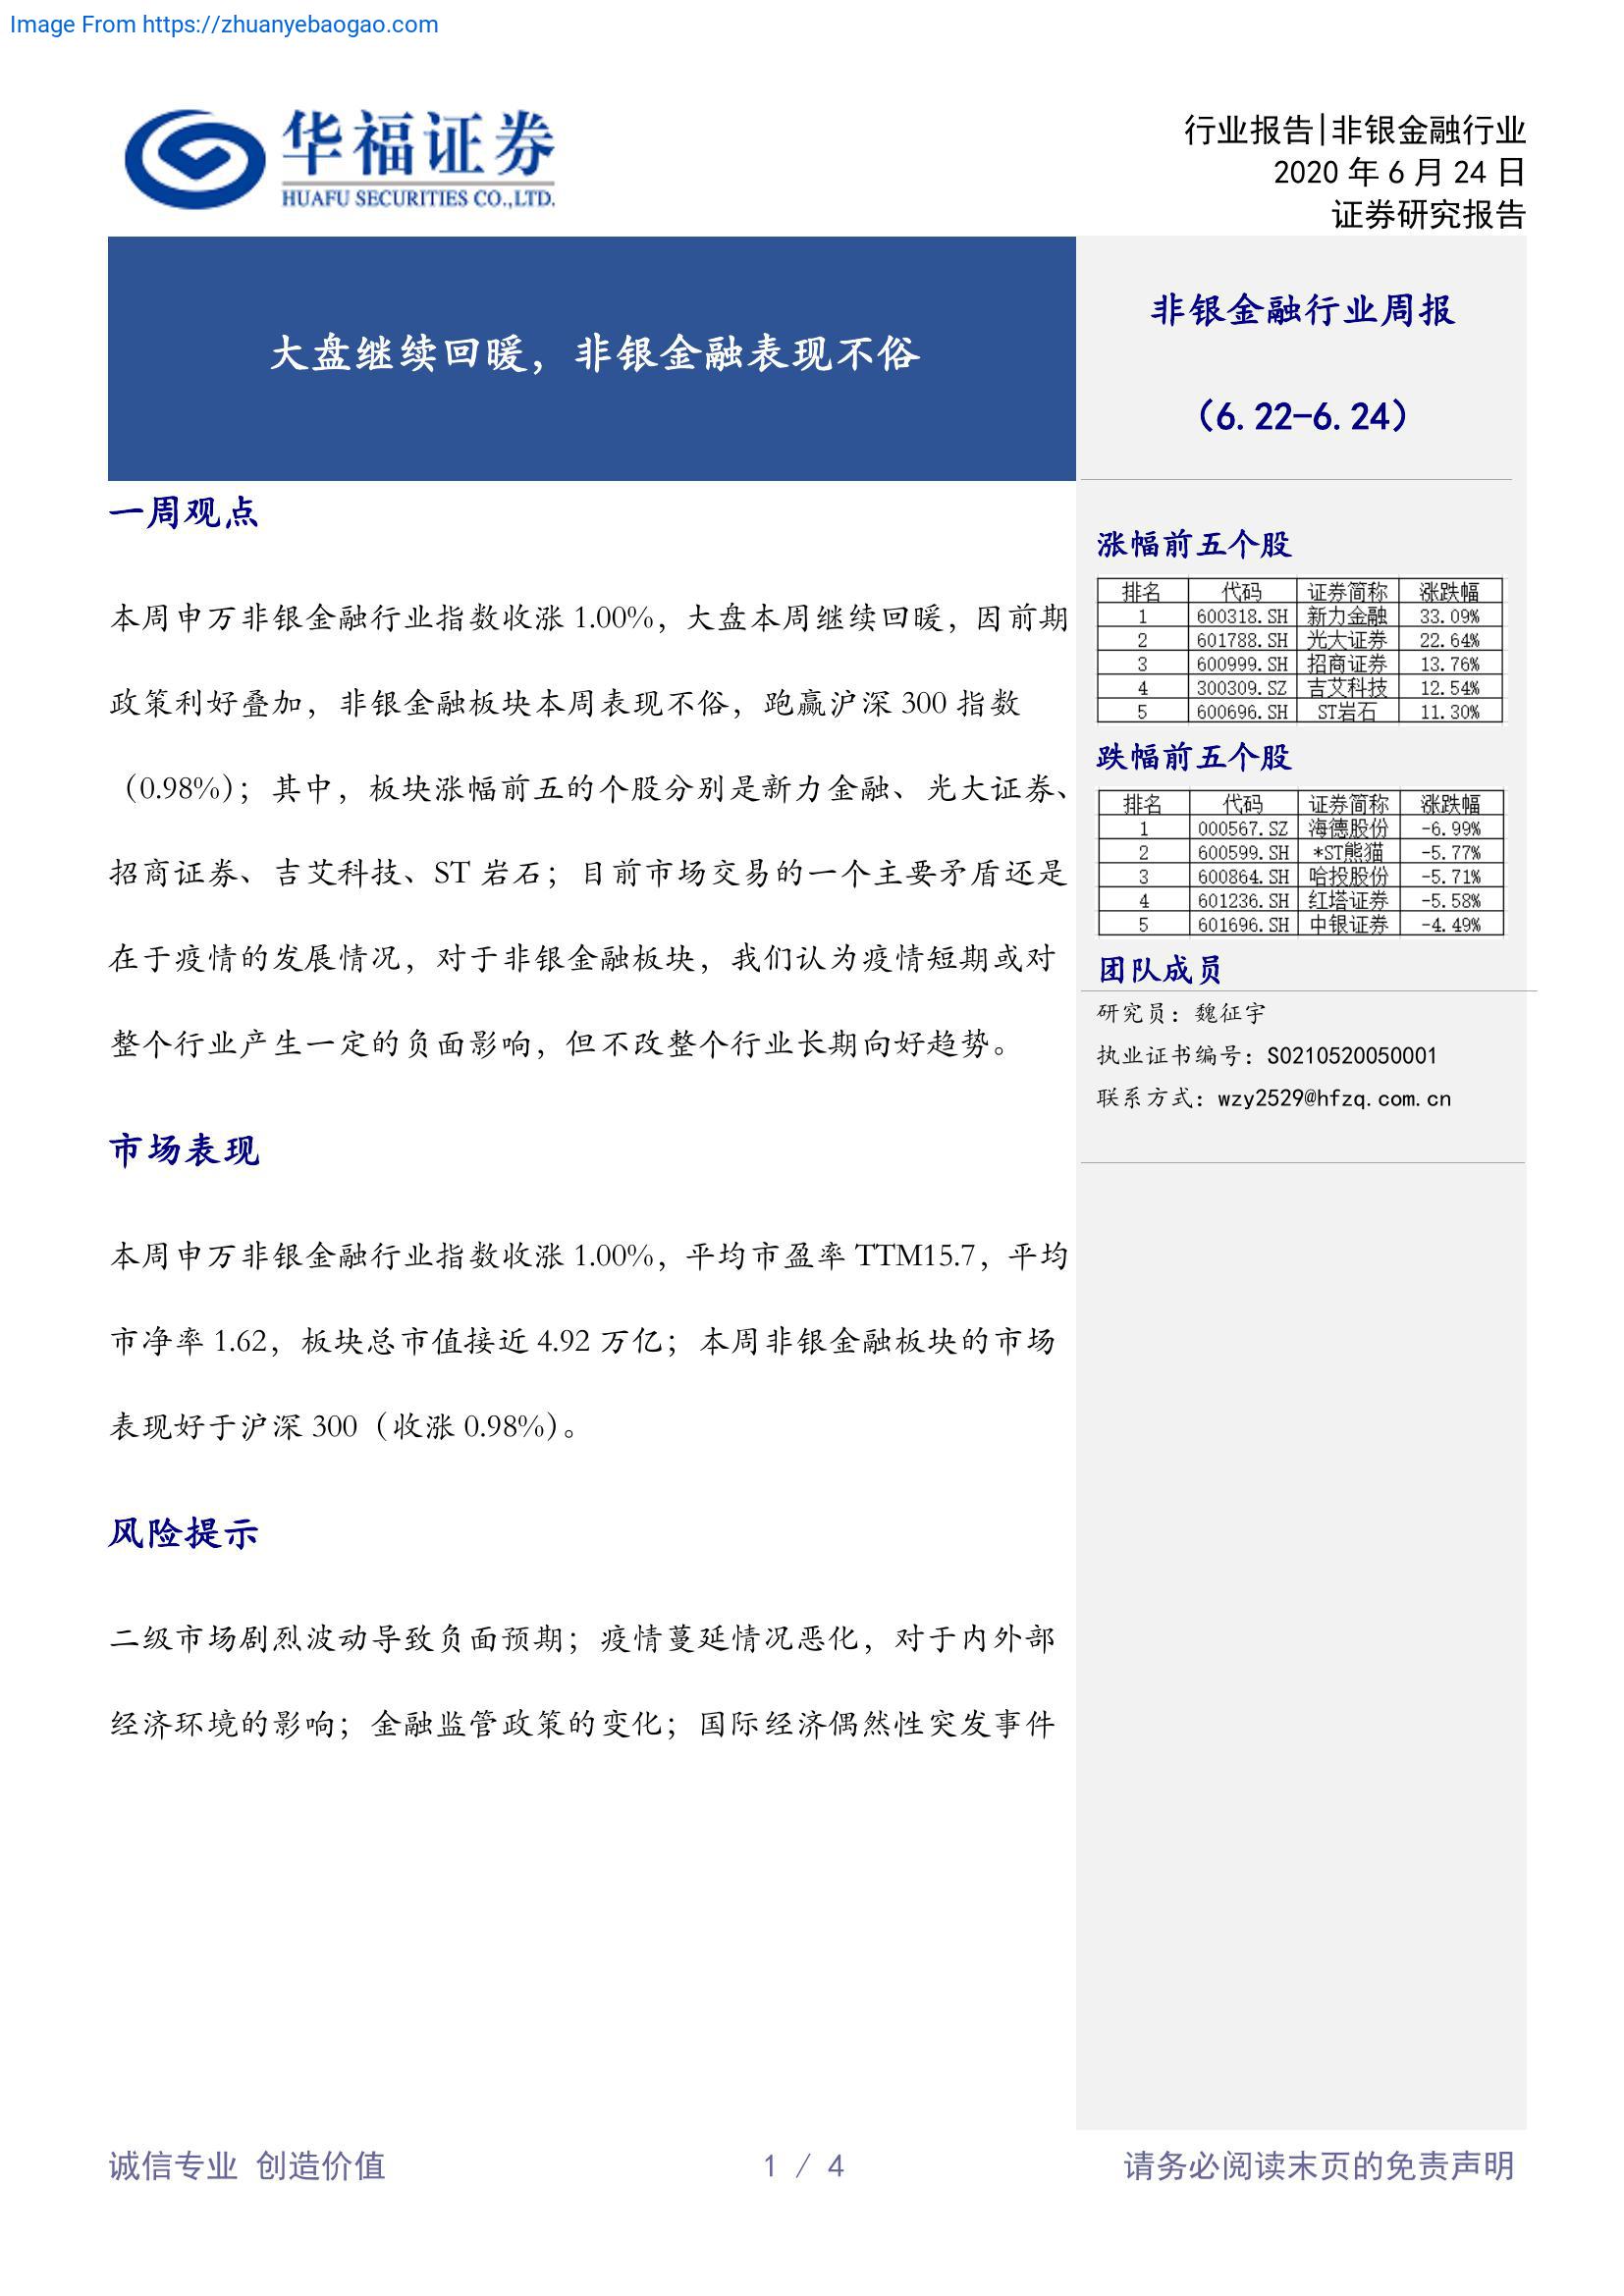 Image From https://zhuanyebaogao.com
华福证券
HUAFU SECURITIES CO.,LTD.
行业报告|非银金融行业
2020 年 6 月 24 日
证券研究报告
大盘继续回暖，非银金融表现不俗
非银金融行业周报
（6.22-6.24）
一周观点
本周申万非银金融行业指数收涨 1.00%，大盘本周继续回暖，因前期
政策利好叠加，非银金融板块本周表现不俗，跑赢沪深 300 指数
（0.98%）；其中，板块涨幅前五的个股分别是新力金融、光大证券、
招商证券、吉艾科技、ST 岩石；目前市场交易的一个主要矛盾还是
在于疫情的发展情况，对于非银金融板块，我们认为疫情短期或对
整个行业产生一定的负面影响，但不改整个行业长期向好趋势。
市场表现
本周申万非银金融行业指数收涨 1.00%，平均市盈率 TTM15.7，平均
市净率 1.62，板块总市值接近 4.92 万亿；本周非银金融板块的市场
表现好于沪深 300（收涨 0.98%）。
风险提示
二级市场剧烈波动导致负面预期；疫情蔓延情况恶化，对于内外部
经济环境的影响；金融监管政策的变化；国际经济偶然性突发事件
涨幅前五个股
排名 代码 证券简称 涨跌幅
1 600318.SH 新力金融 33.09%
2 601788.SH 光大证券 22.64%
3 600999.SH 招商证券 13.76%
4 300309.SZ 吉艾科技 12.54%
5 600696.SH ST岩石 11.30%
跌幅前五个股
排名 代码 证券简称 涨跌幅
1 000567.SZ 海德股份 -6.99%
2 600599.SH *ST熊猫 -5.77%
3 600864.SH 哈投股份 -5.71%
4 601236.SH 红塔证券 -5.58%
5 601696.SH 中银证券 -4.49%
团队成员
研究员：魏征宇
执业证书编号：S0210520050001
联系方式：wzy2529@hfzq.com.cn
诚信专业 创造价值
1 / 4
请务必阅读末页的免责声明